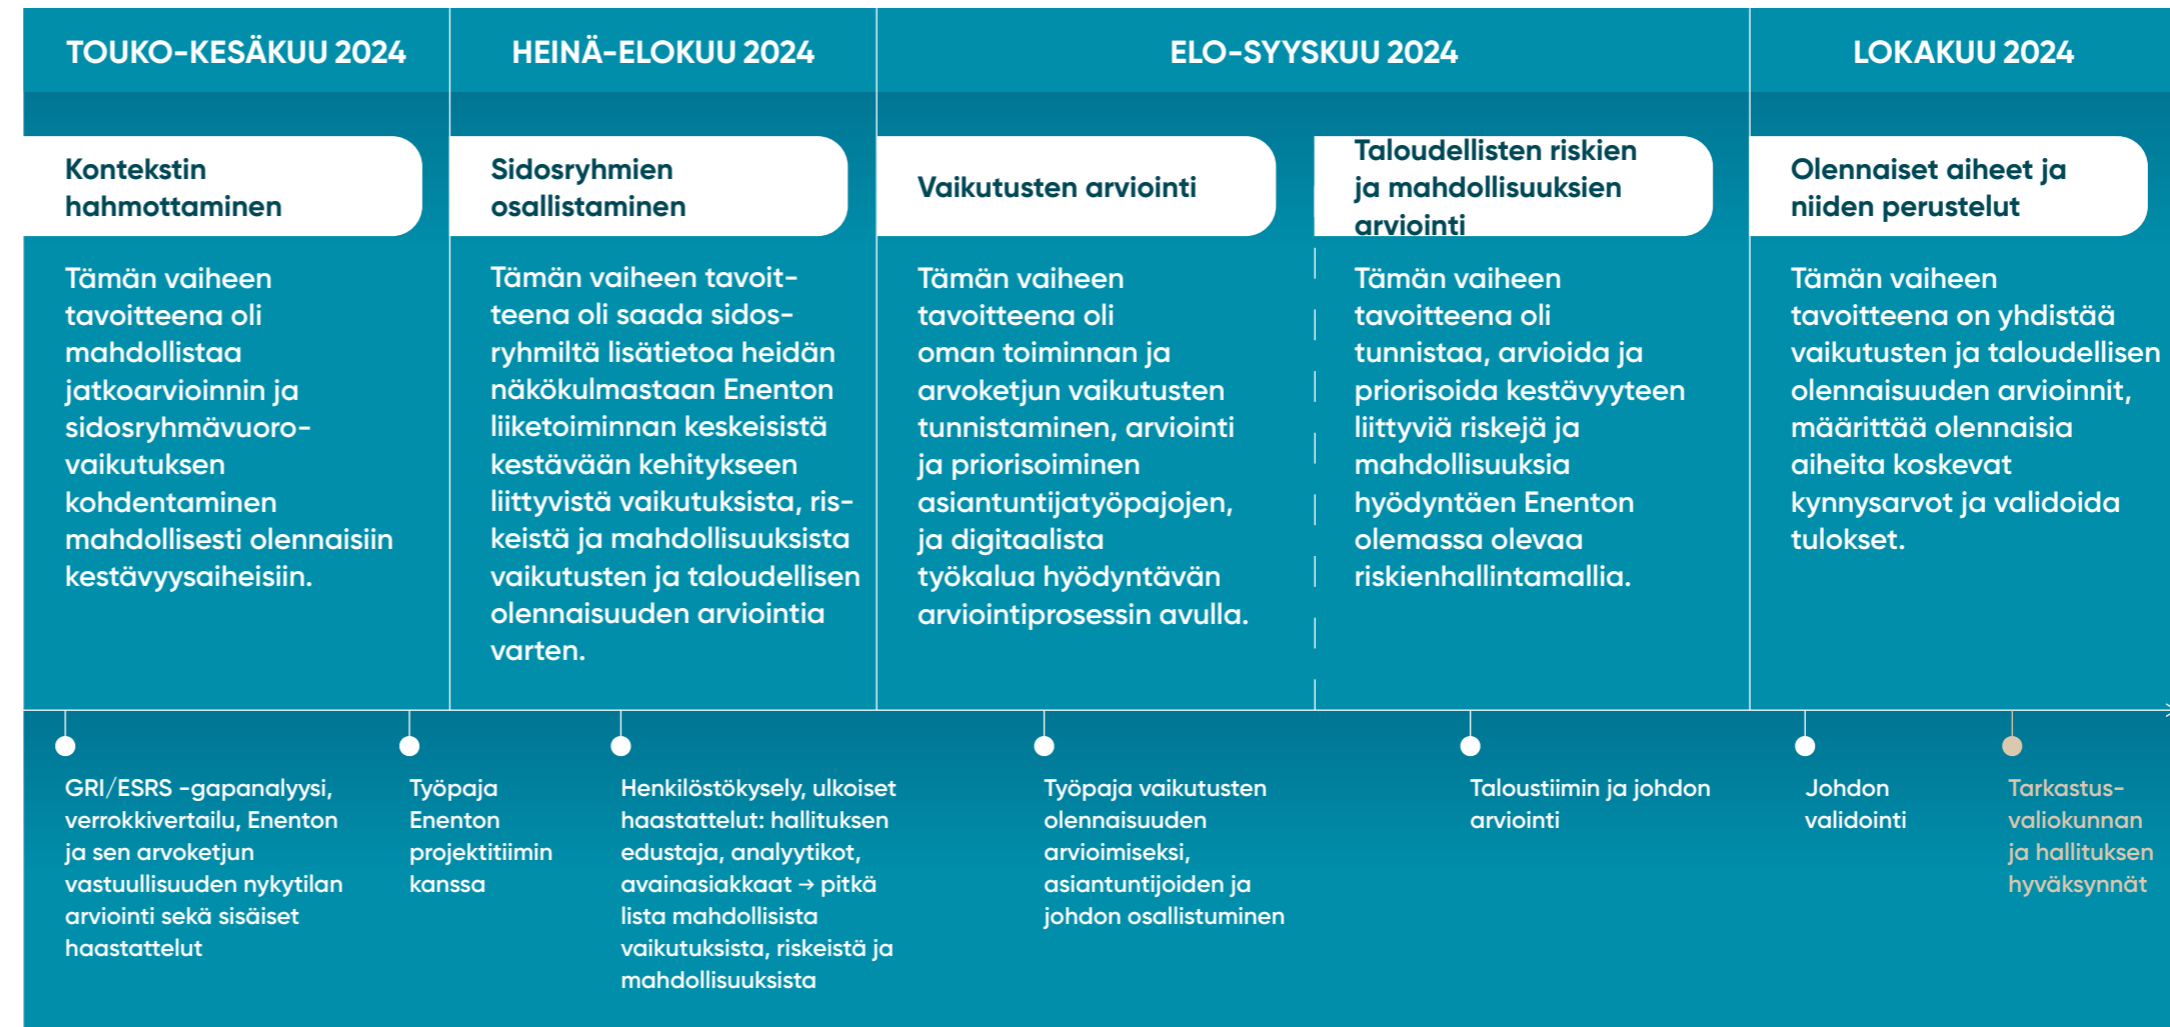 TOUKO-KESÄKUU 2024
HEINÄ-ELOKUU 2024
ELO-SYYSKUU 2024
LOKAKUU 2024
Kontekstin
hahmottaminen
Tämän vaiheen
tavoitteena oli
mahdollistaa
jatkoarvioinnin ja
sidosryhmävuoro-
vaikutuksen
kohdentaminen
mahdollisesti olennaisiin
kestävyysaiheisiin.
Sidosryhmien
osallistaminen
Tämän vaiheen tavoit-
teena oli saada sidos-
ryhmiltä lisätietoa heidän
näkökulmastaan Enenton
liiketoiminnan keskeisistä
kestävään kehitykseen
liittyvistä vaikutuksista, ris-
keistä ja mahdollisuuksista
vaikutusten ja taloudellisen
olennaisuuden arviointia
varten.
Vaikutusten arviointi
Tämän vaiheen
tavoitteena oli
oman toiminnan ja
arvoketjun vaikutusten
tunnistaminen, arviointi
ja priorisoiminen
asiantuntijatyöpajojen,
ja digitaalista
työkalua hyödyntävän
arviointiprosessin avulla.
Taloudellisten riskien
ja mahdollisuuksien
arviointi
Tämän vaiheen
tavoitteena oli
tunnistaa, arvioida ja
priorisoida kestävyyteen
liittyviä riskejä ja
mahdollisuuksia
hyödyntäen Enenton
olemassa olevaa
riskienhallintamallia.
Olennaiset aiheet ja
niiden perustelut
Tämän vaiheen
tavoitteena on yhdistää
vaikutusten ja taloudellisen
olennaisuuden arvioinnit,
määrittää olennaisia
aiheita koskevat
kynnysarvot ja validoida
tulokset.
GRI/ESRS -gapanalyysi,
verrokkivertailu, Enenton
ja sen arvoketjun
vastuullisuuden nykytilan
arviointi sekä sisäiset
haastattelut
Työpaja
Enenton
projektitiimin
kanssa
Henkilöstökysely, ulkoiset
haastattelut: hallituksen
edustaja, analyytikot,
avainasiakkaat → pitkä
lista mahdollisista
vaikutuksista, riskeistä ja
mahdollisuuksista
Työpaja vaikutusten
olennaisuuden
arvioimiseksi,
asiantuntijoiden ja
johdon osallistuminen
Taloustiimin ja johdon
arviointi
Johdon
validointi
Tarkastus-
valiokunnan
ja hallituksen
hyväksynnät